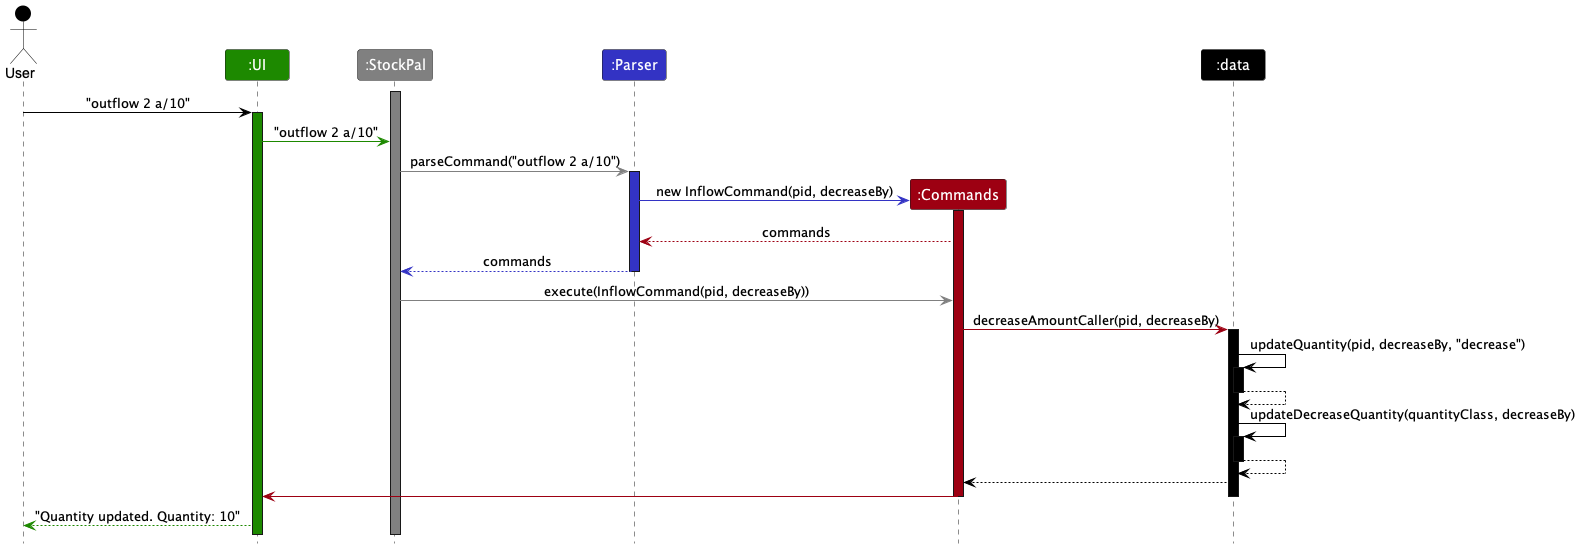 User
:UI
:StockPal
:Parser
:data
"outflow 2 a/10"
"outflow 2 a/10"
parseCommand("outflow 2 a/10")
new InflowCommand(pid, decreaseBy)
:Commands
commands
commands
execute(InflowCommand(pid, decreaseBy))
decreaseAmountCaller(pid, decreaseBy)
updateQuantity(pid, decreaseBy, "decrease")
updateDecreaseQuantity(quantityClass, decreaseBy)
"Quantity updated. Quantity: 10"